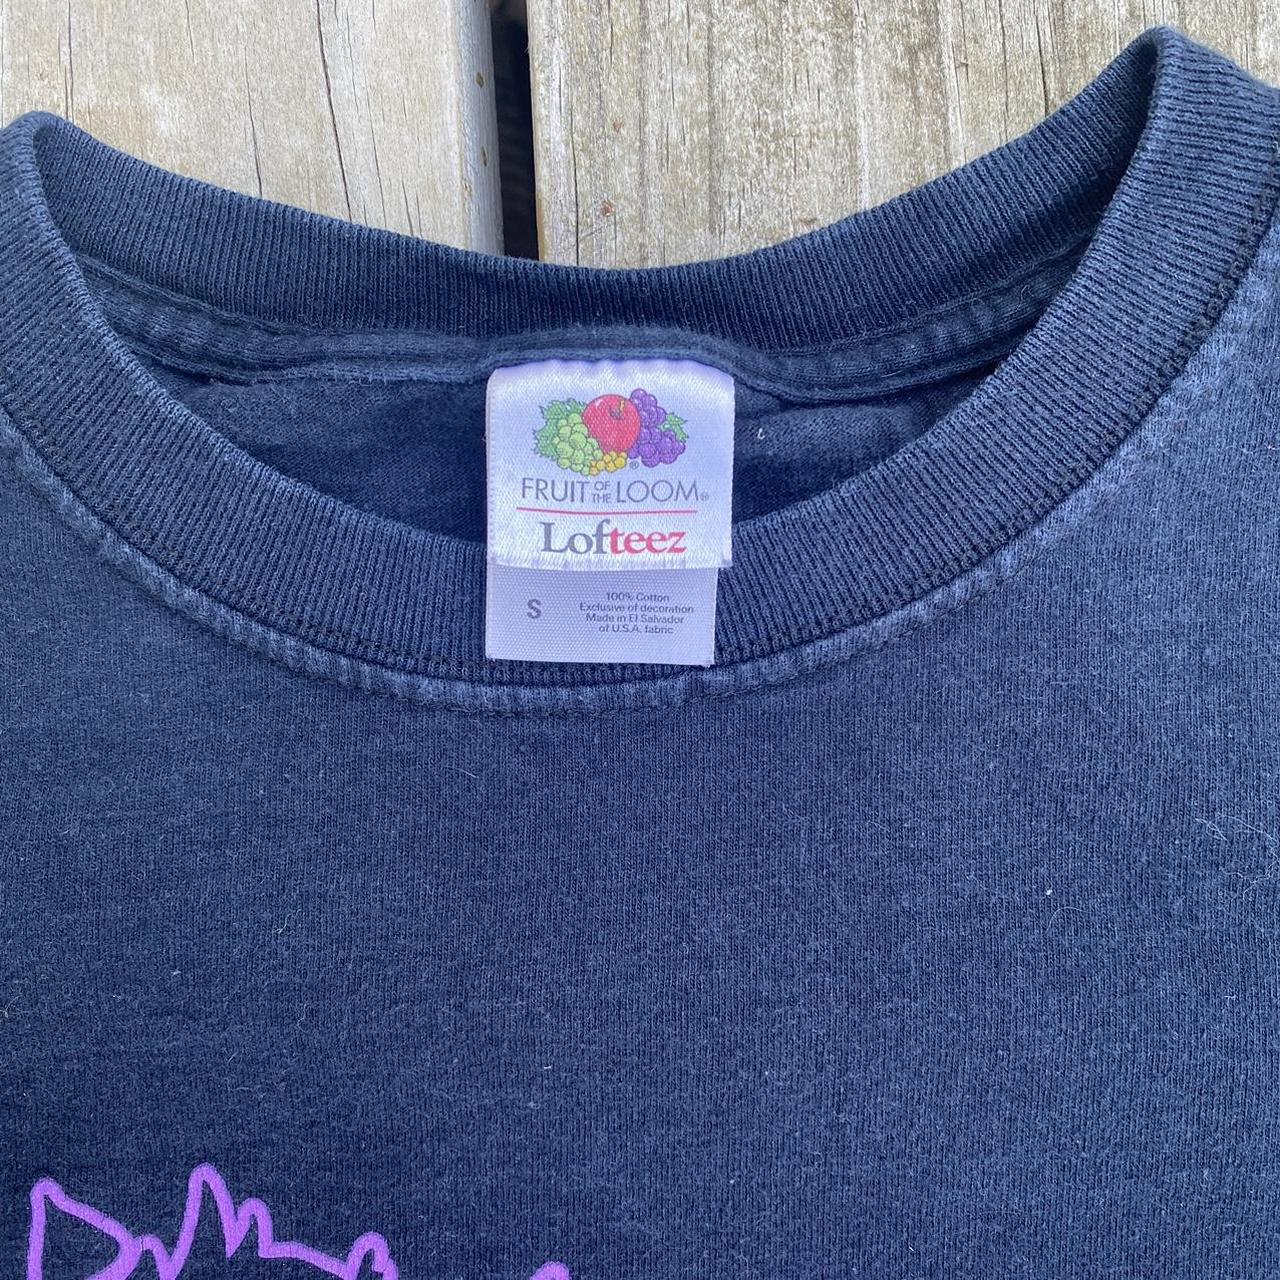 FRUIT OF THE LOOM®
Lofteez
S
100% Cotton
Exclusive of decoration
Made in El Salvador
of U.S.A. fabric